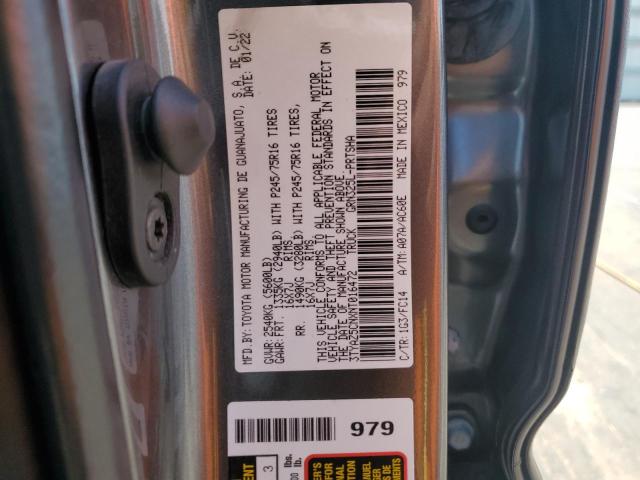 MFD.BY:TOYOTA MOTOR MANUFACTURING DE GUANAJUATO, S.A. DE C.V.
DATE: 01/22
GVWR: 2540KG (5600LB)
GAWR: FRT. 1335KG (2940LB) WITH P245/75R16 TIRES
16X7J RIMS
RR. 1490KG (3280LB) WITH P245/75R16 TIRES,
16X7J RIMS
THIS VEHICLE CONFORMS TO ALL APPLICABLE FEDERAL MOTOR
VEHICLE SAFETY AND THEFT PREVENTION STANDARDS IN EFFECT ON
THE DATE OF MANUFACTURE SHOWN ABOVE.
3TYAZ5CNXNT016472 TRUCK GRN325L-PRTSHA
C/TR:1G3/FC14 A/TM:A07A/AC60E MADE IN MEXICO 979
979
3
lbs.